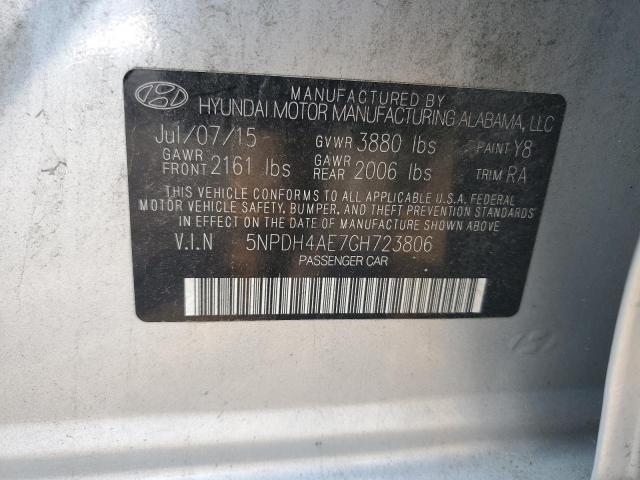 MANUFACTURED BY
HYUNDAI MOTOR MANUFACTURING ALABAMA, LLC
Jul/07/15 GVWR 3880 lbs PAINT Y8
GAWR FRONT 2161 lbs GAWR REAR 2006 lbs TRIM RA
THIS VEHICLE CONFORMS TO ALL APPLICABLE U.S.A. FEDERAL
MOTOR VEHICLE SAFETY, BUMPER, AND THEFT PREVENTION STANDARDS
IN EFFECT ON THE DATE OF MANUFACTURE SHOWN ABOVE.
V.I.N 5NPDH4AE7GH723806
PASSENGER CAR